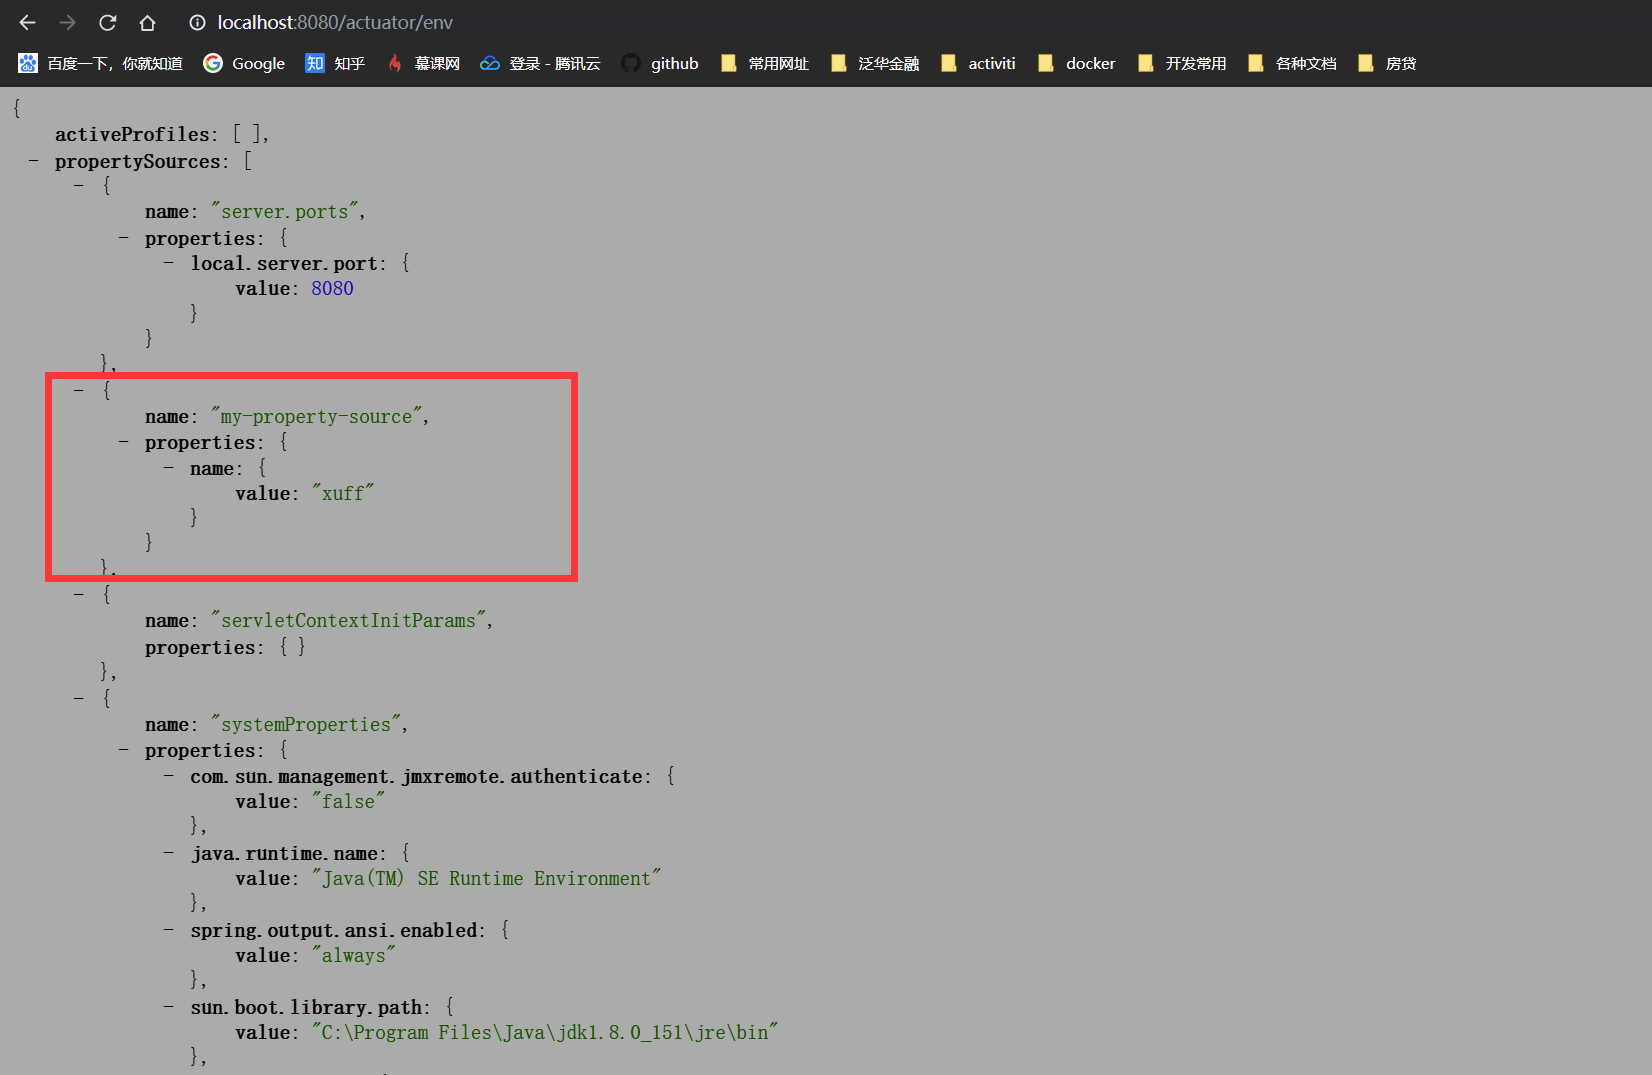 localhost:8080/actuator/env
百度一下，你就知道 Google 知 知乎 慕课网 登录 - 腾讯云 github 常用网址 泛华金融 activiti docker 开发常用 各种文档 房贷
{
activeProfiles: [ ],
- propertySources: [
- {
name: "server.ports",
- properties: {
- local.server.port: {
value: 8080
}
}
},
- {
name: "my-property-source",
- properties: {
- name: {
value: "xuff"
}
}
},
- {
name: "servletContextInitParams",
properties: { }
},
- {
name: "systemProperties",
- properties: {
- com.sun.management.jmxremote.authenticate: {
value: "false"
},
- java.runtime.name: {
value: "Java(TM) SE Runtime Environment"
},
- spring.output.ansi.enabled: {
value: "always"
},
- sun.boot.library.path: {
value: "C:\Program Files\Java\jdk1.8.0_151\jre\bin"
},